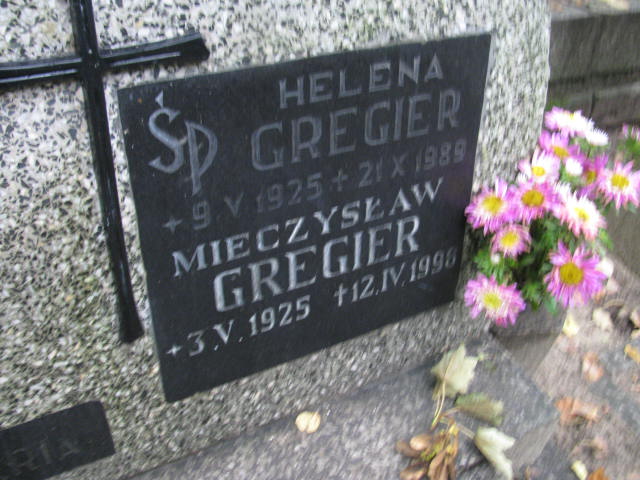 ŚP
HELENA
GREGIER
+ 9 V 1925 + 21 X 1989
MIECZYSŁAW
GREGIER
+ 3.V.1925 +12.IV.1996